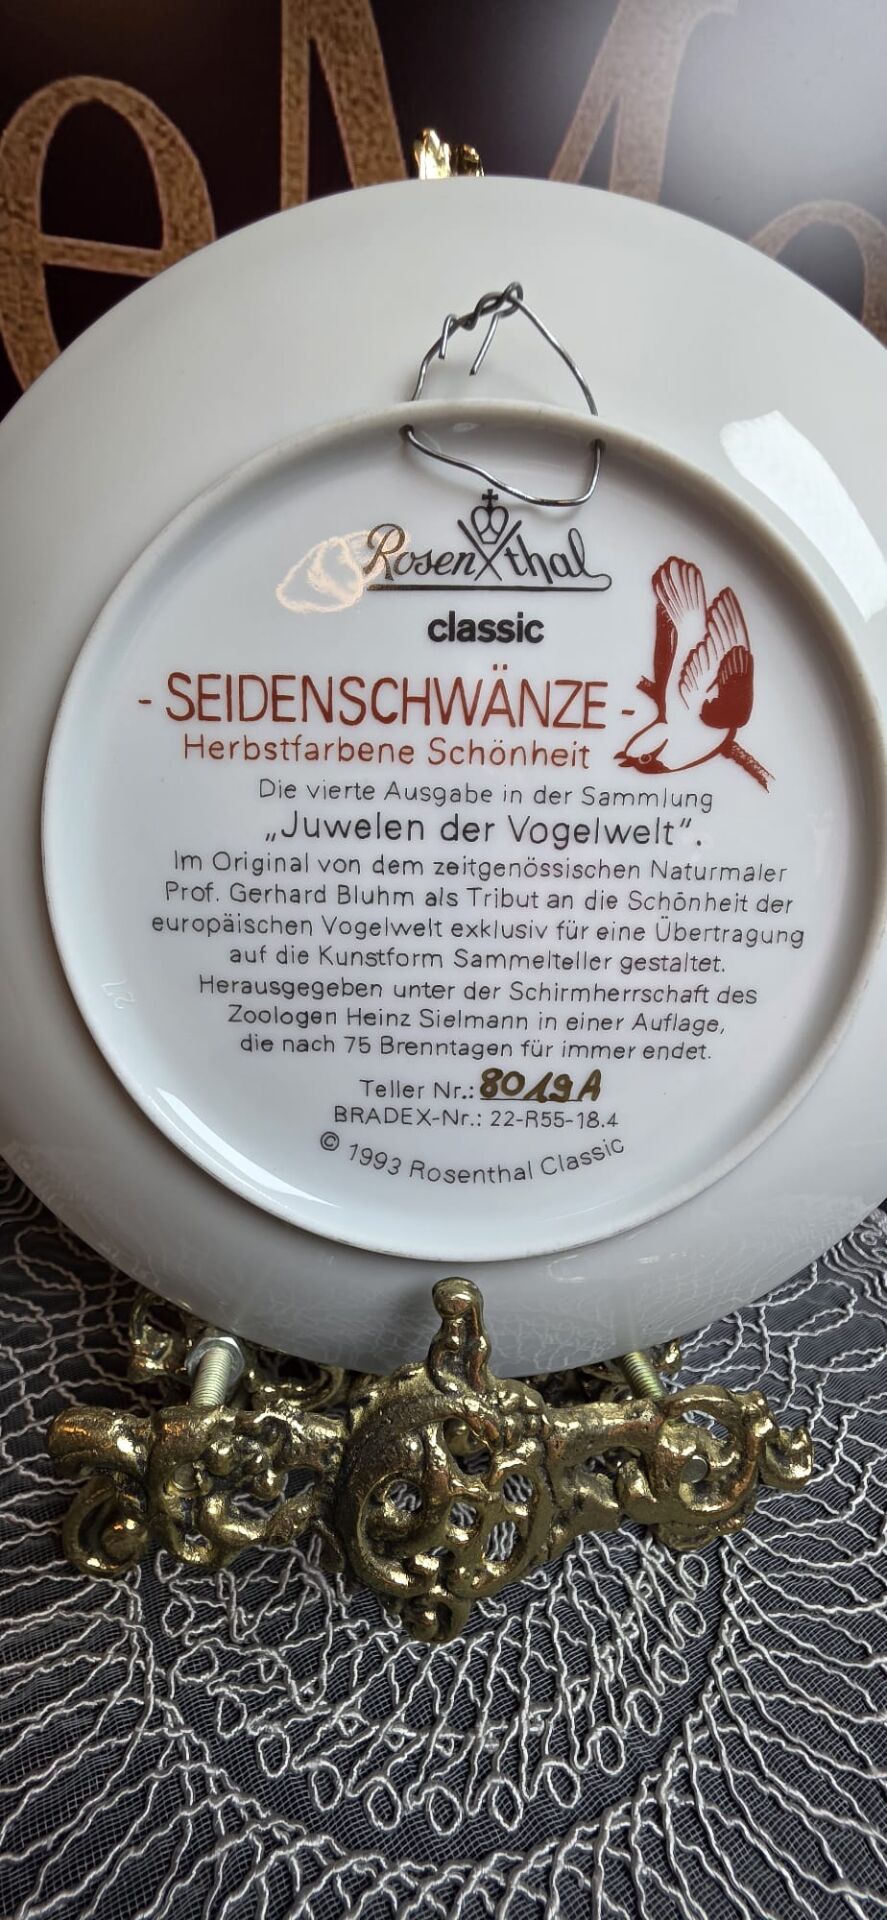 eMo
Rosenthal
classic
- SEIDENSCHWÄNZE -
Herbstfarbene Schönheit
Die vierte Ausgabe in der Sammlung
„Juwelen der Vogelwelt“.
Im Original von dem zeitgenössischen Naturmaler
Prof. Gerhard Bluhm als Tribut an die Schönheit der
europäischen Vogelwelt exklusiv für eine Übertragung
auf die Kunstform Sammelteller gestaltet.
Herausgegeben unter der Schirmherrschaft des
Zoologen Heinz Sielmann in einer Auflage,
die nach 75 Brenntagen für immer endet.
Teller Nr.: 8019A
BRADEX-Nr.: 22-R55-18.4
© 1993 Rosenthal Classic